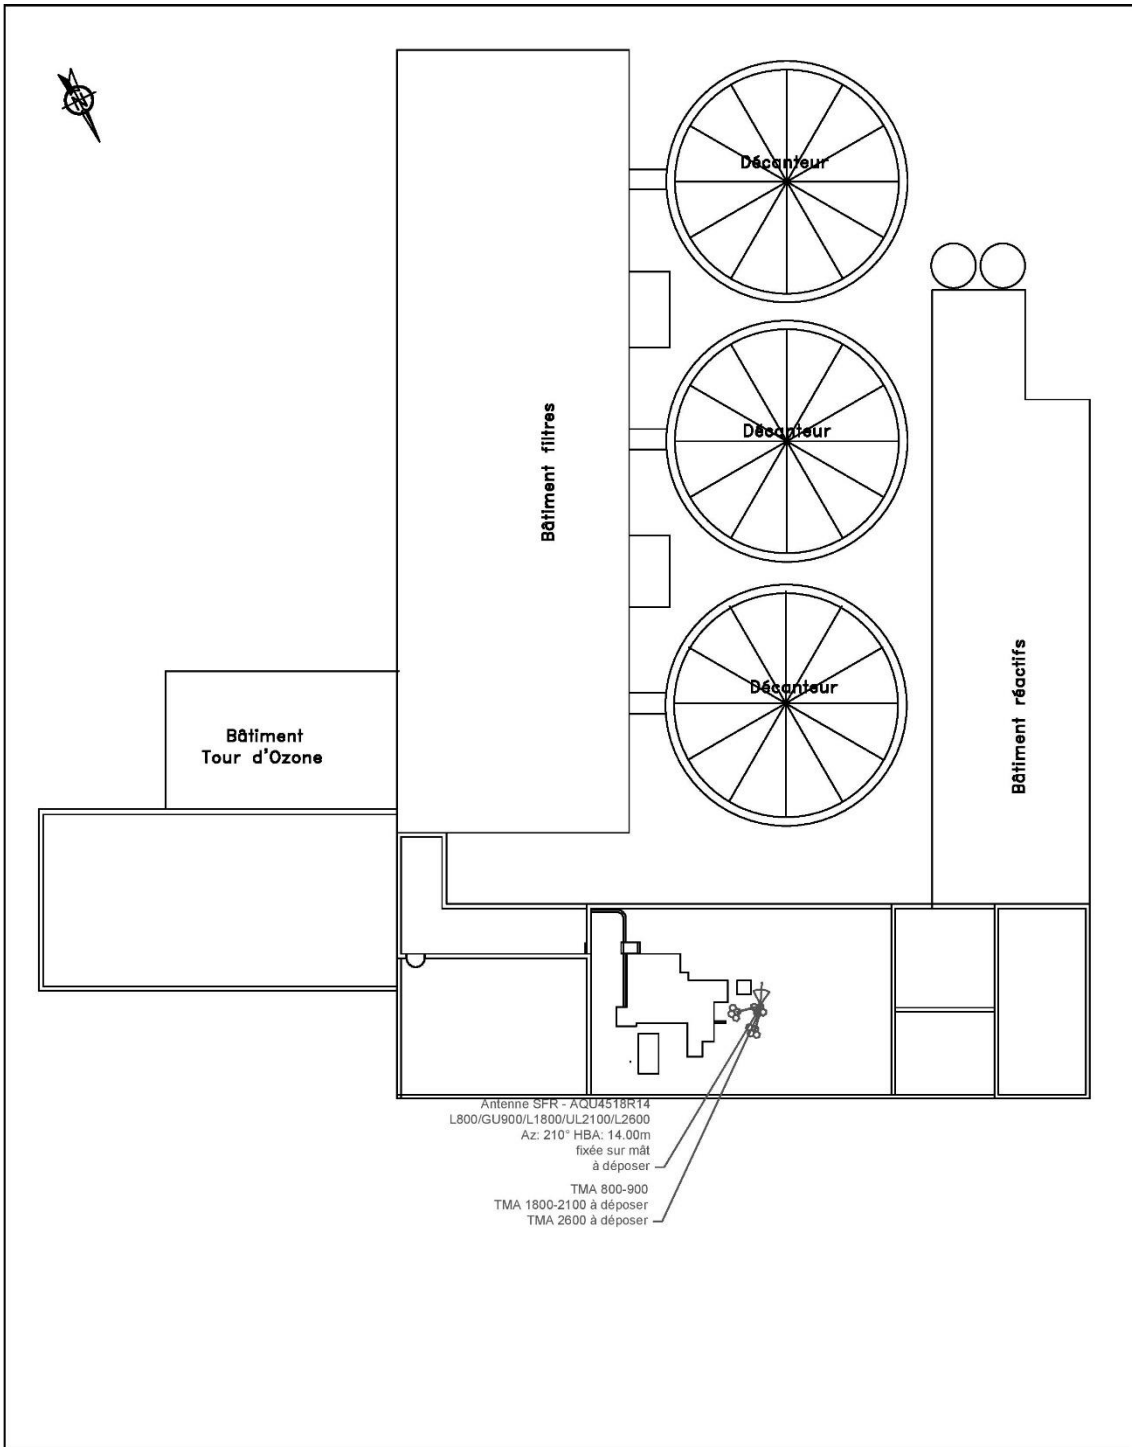 N
Décanteur
Décanteur
Bâtiment filtres
Décanteur
Bâtiment réactifs
Bâtiment
Tour d'Ozone
Antenne SFR - AQU4518R14
L800/GU900/L1800/UL2100/L2600
Az: 210° HBA: 14.00m
fixée sur mât
à déposer
TMA 800-900
TMA 1800-2100 à déposer
TMA 2600 à déposer